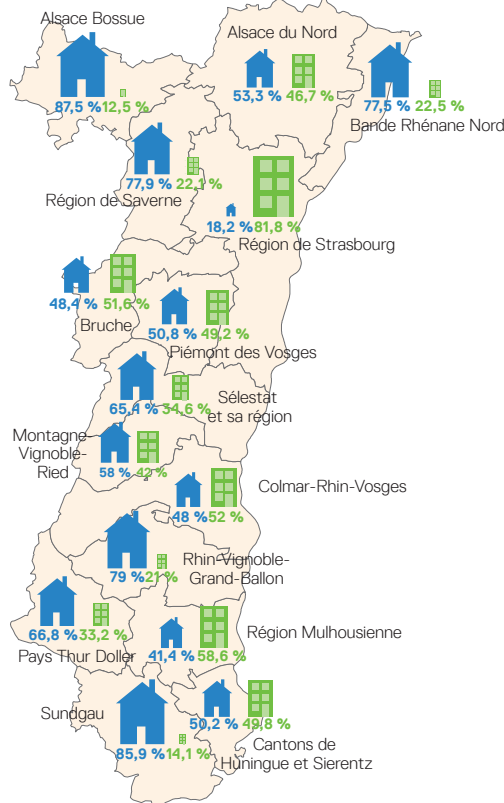 Alsace Bossue
87,5 % 12,5 %
Alsace du Nord
53,3 % 46,7 %
77,5 % 22,5 %
Bande Rhénane Nord
77,9 % 22,1 %
Région de Saverne
18,2 % 81,8 %
Région de Strasbourg
48,4 % 51,6 %
Bruche
50,8 % 49,2 %
Piémont des Vosges
65,4 % 34,6 %
Sélestat
et sa région
Montagne-
Vignoble-
Ried
58 % 42 %
48 % 52 %
Colmar-Rhin-Vosges
79 % 21 %
Rhin-Vignoble-
Grand-Ballon
66,8 % 33,2 %
Pays Thur Doller
41,4 % 58,6 %
Région Mulhousienne
Sundgau
85,9 % 14,1 %
50,2 % 49,8 %
Cantons de
Huningue et Sierentz